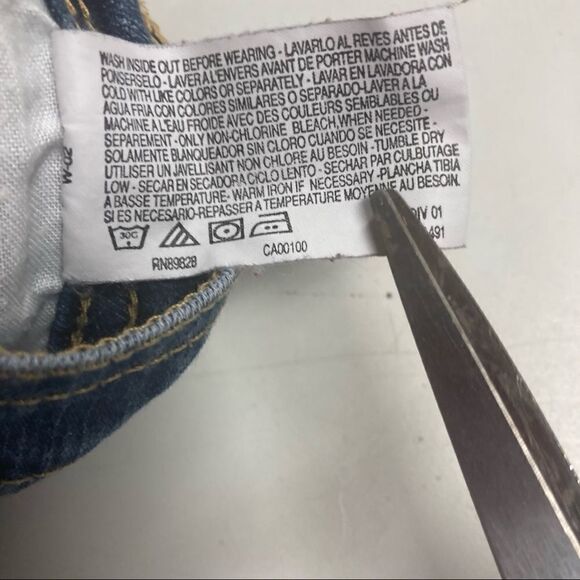 WASH INSIDE OUT BEFORE WEARING - LAVARLO AL REVES ANTES DE
PONSERSELO - LAVER A L'ENVERS AVANT DE PORTER MACHINE WASH
COLD WITH LIKE COLORS OR SEPARATELY - LAVAR EN LAVADORA CON
AGUA FRIA CON COLORES SIMILARES O SEPARADO - LAVER A LA
MACHINE A L'EAU FROIDE AVEC DES COULEURS SEMBLABLES OU
SEPAREMENT - ONLY NON-CHLORINE BLEACH, WHEN NEEDED -
SOLAMENTE BLANQUEADOR SIN CLORO CUANDO SE NECESITE -
UTILISER UN JAVELLISANT NON CHLORE AU BESOIN - TUMBLE DRY
LOW - SECAR EN SECADORA CICLO LENTO - SECHAR PAR CULBUTAGE
A BASSE TEMPERATURE - WARM IRON IF NECESSARY - PLANCHA TIBIA
SI ES NECESARIO - REPASSER A TEMPERATURE MOYENNE AU BESOIN.
30C
DIV 01
RN89828 CA00100
491
W-02